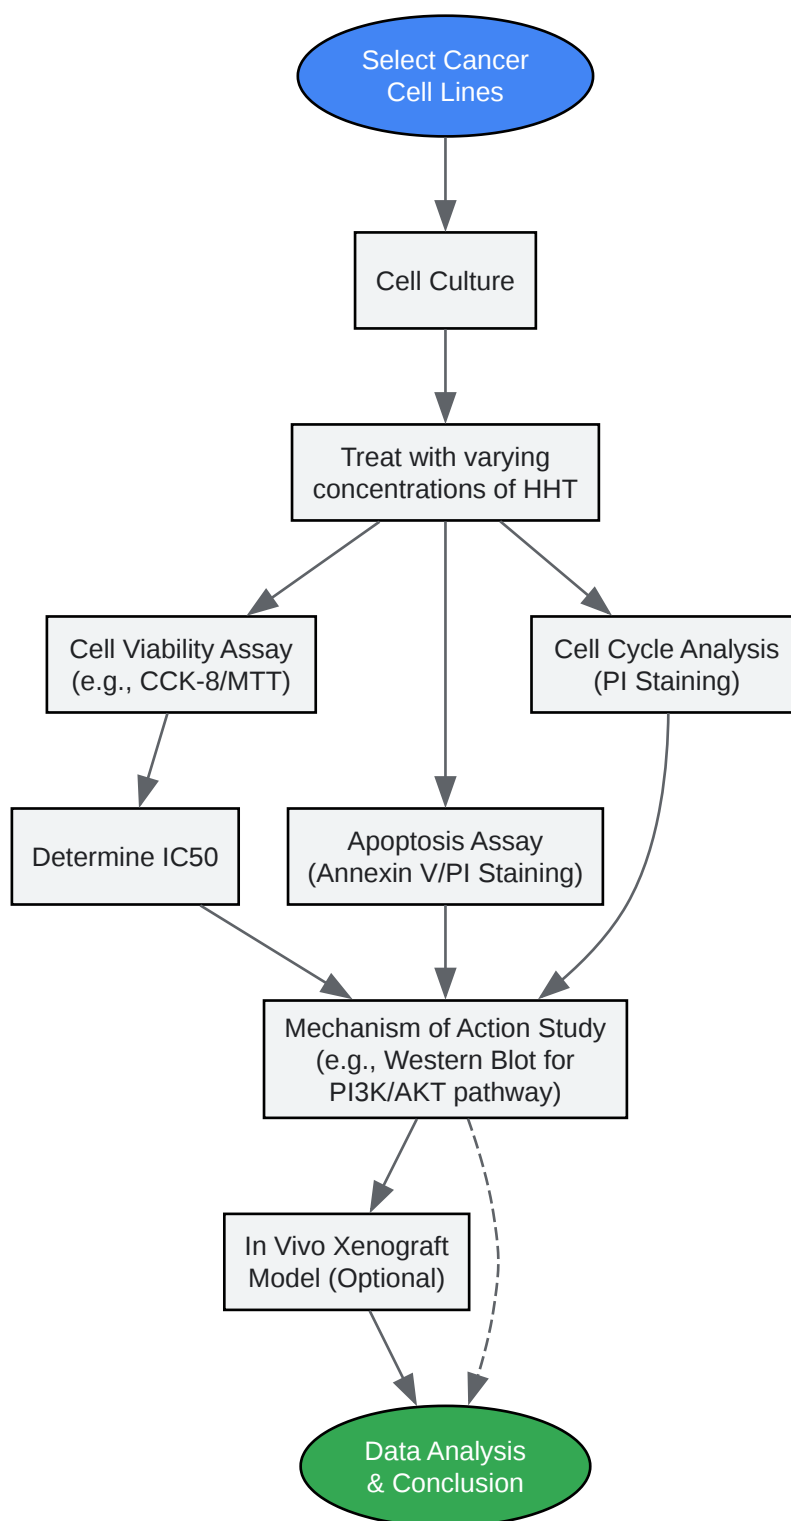 Select Cancer
Cell Lines
Cell Culture
Treat with varying
concentrations of HHT
Cell Viability Assay
(e.g., CCK-8/MTT)
Cell Cycle Analysis
(PI Staining)
Determine IC50
Apoptosis Assay
(Annexin V/PI Staining)
Mechanism of Action Study
(e.g., Western Blot for
PI3K/AKT pathway)
In Vivo Xenograft
Model (Optional)
Data Analysis
& Conclusion